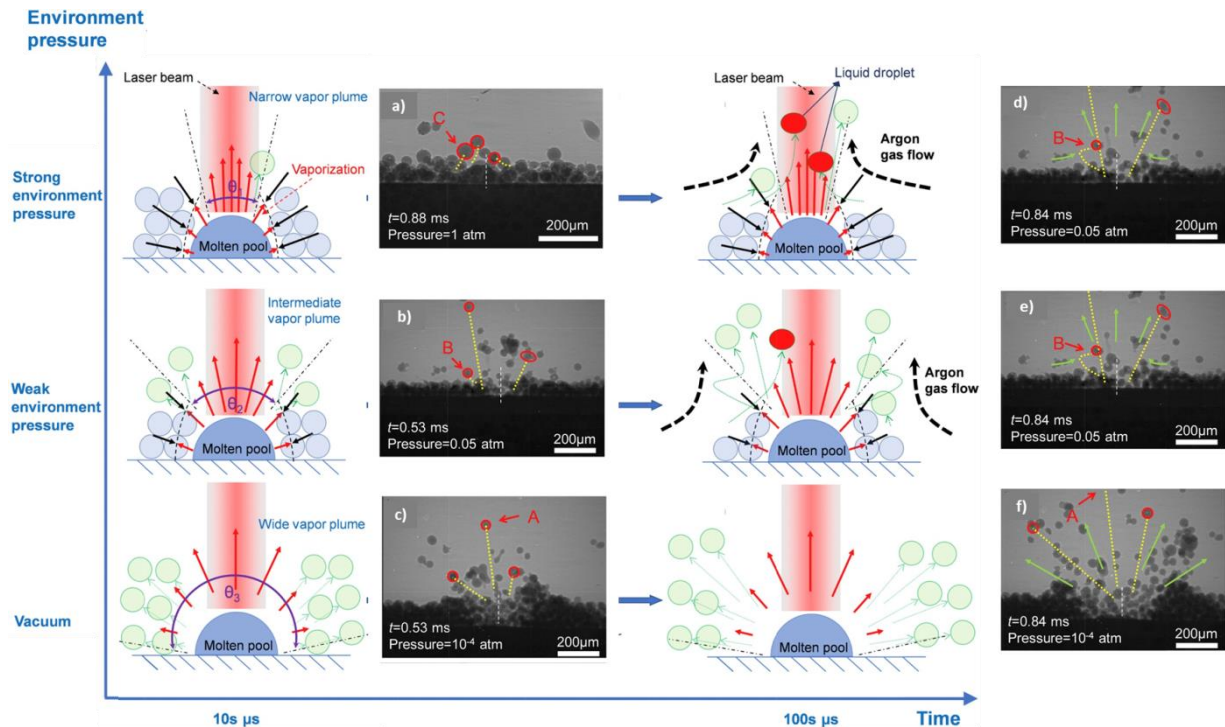 Environment
pressure
Laser beam
Narrow vapor plume
Vaporization
θ1
Molten pool
Strong
environment
pressure
a)
C
t=0.88 ms
Pressure=1 atm
200μm
Laser beam
Liquid droplet
Argon
gas flow
Molten pool
d)
B
t=0.84 ms
Pressure=0.05 atm
200μm
Intermediate
vapor plume
θ2
Molten pool
Weak
environment
pressure
b)
B
t=0.53 ms
Pressure=0.05 atm
200μm
Argon
gas flow
Molten pool
e)
B
t=0.84 ms
Pressure=0.05 atm
200μm
Wide vapor plume
θ3
Molten pool
Vacuum
c)
A
t=0.53 ms
Pressure=10⁻⁴ atm
200μm
Molten pool
f)
A
t=0.84 ms
Pressure=10⁻⁴ atm
200μm
10s μs
100s μs
Time